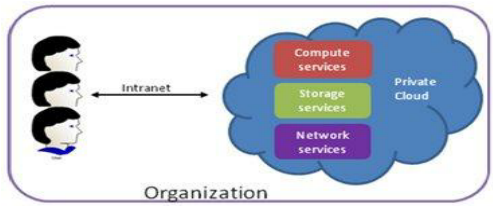 Compute
services
Intranet
Storage
services
Private
Cloud
Network
services
Organization